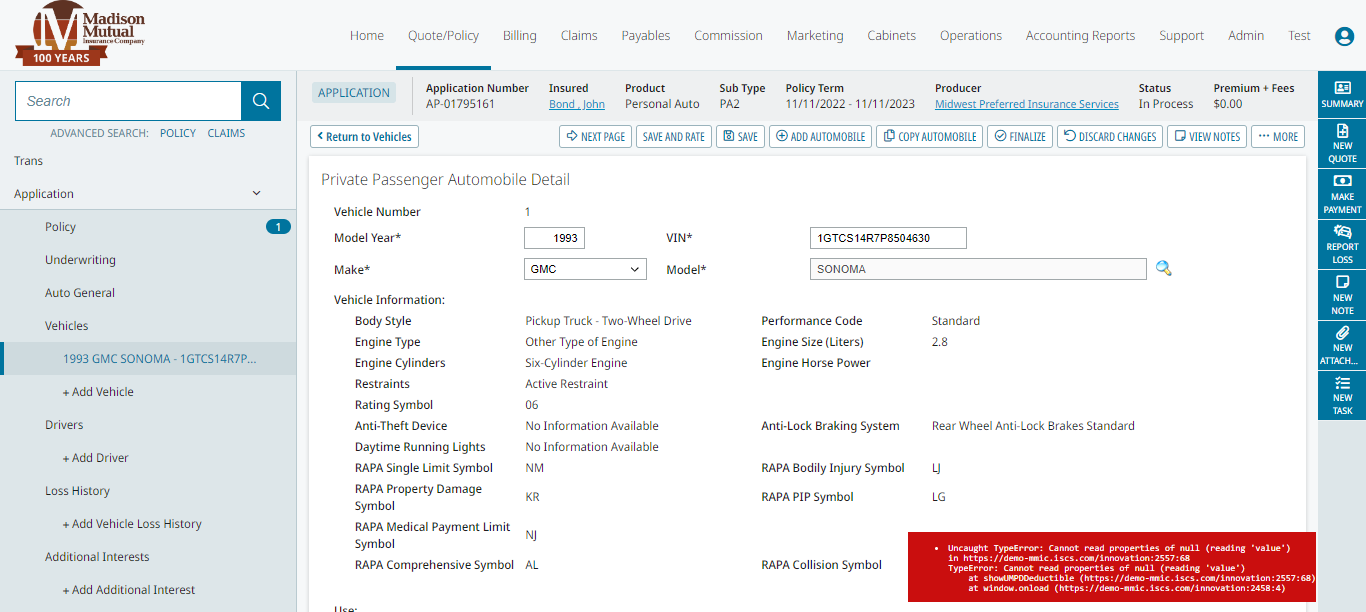 Madison
Mutual
Insurance Company
100 YEARS
Home Quote/Policy Billing Claims Payables Commission Marketing Cabinets Operations Accounting Reports Support Admin Test
Search
ADVANCED SEARCH: POLICY CLAIMS
Trans
Application
Policy 1
Underwriting
Auto General
Vehicles
1993 GMC SONOMA - 1GTCS14R7P...
+ Add Vehicle
Drivers
+ Add Driver
Loss History
+ Add Vehicle Loss History
Additional Interests
+ Add Additional Interest
APPLICATION
Application Number Insured Product Sub Type Policy Term Producer Status Premium + Fees
AP-01795161 Bond , John Personal Auto PA2 11/11/2022 - 11/11/2023 Midwest Preferred Insurance Services In Process $0.00
Return to Vehicles NEXT PAGE SAVE AND RATE SAVE ADD AUTOMOBILE COPY AUTOMOBILE FINALIZE DISCARD CHANGES VIEW NOTES ··· MORE
Private Passenger Automobile Detail
Vehicle Number 1
Model Year* 1993 VIN* 1GTCS14R7P8504630
Make* GMC Model* SONOMA
Vehicle Information:
Body Style Pickup Truck - Two-Wheel Drive Performance Code Standard
Engine Type Other Type of Engine Engine Size (Liters) 2.8
Engine Cylinders Six-Cylinder Engine Engine Horse Power
Restraints Active Restraint
Rating Symbol 06
Anti-Theft Device No Information Available Anti-Lock Braking System Rear Wheel Anti-Lock Brakes Standard
Daytime Running Lights No Information Available
RAPA Single Limit Symbol NM RAPA Bodily Injury Symbol LJ
RAPA Property Damage
Symbol KR RAPA PIP Symbol LG
RAPA Medical Payment Limit
Symbol NJ
RAPA Comprehensive Symbol AL RAPA Collision Symbol
Use:
• Uncaught TypeError: Cannot read properties of null (reading 'value')
in https://demo-mmic.iscs.com/innovation:2557:68
TypeError: Cannot read properties of null (reading 'value')
at showUMPDDeductible (https://demo-mmic.iscs.com/innovation:2557:68)
at window.onload (https://demo-mmic.iscs.com/innovation:2458:4)
SUMMARY
NEW
QUOTE
MAKE
PAYMENT
REPORT
LOSS
NEW
NOTE
NEW
ATTACH...
NEW
TASK